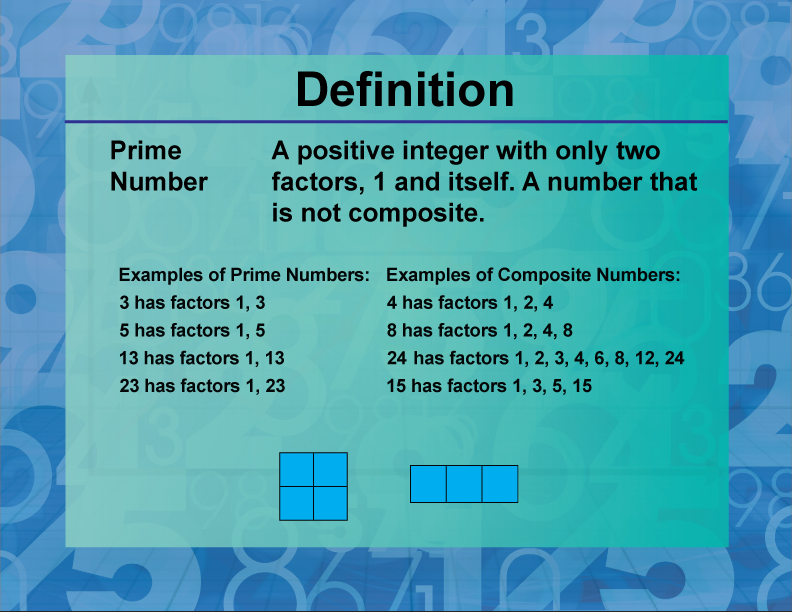 Definition
Prime
Number
A positive integer with only two
factors, 1 and itself. A number that
is not composite.
Examples of Prime Numbers:
3 has factors 1, 3
5 has factors 1, 5
13 has factors 1, 13
23 has factors 1, 23
Examples of Composite Numbers:
4 has factors 1, 2, 4
8 has factors 1, 2, 4, 8
24 has factors 1, 2, 3, 4, 6, 8, 12, 24
15 has factors 1, 3, 5, 15